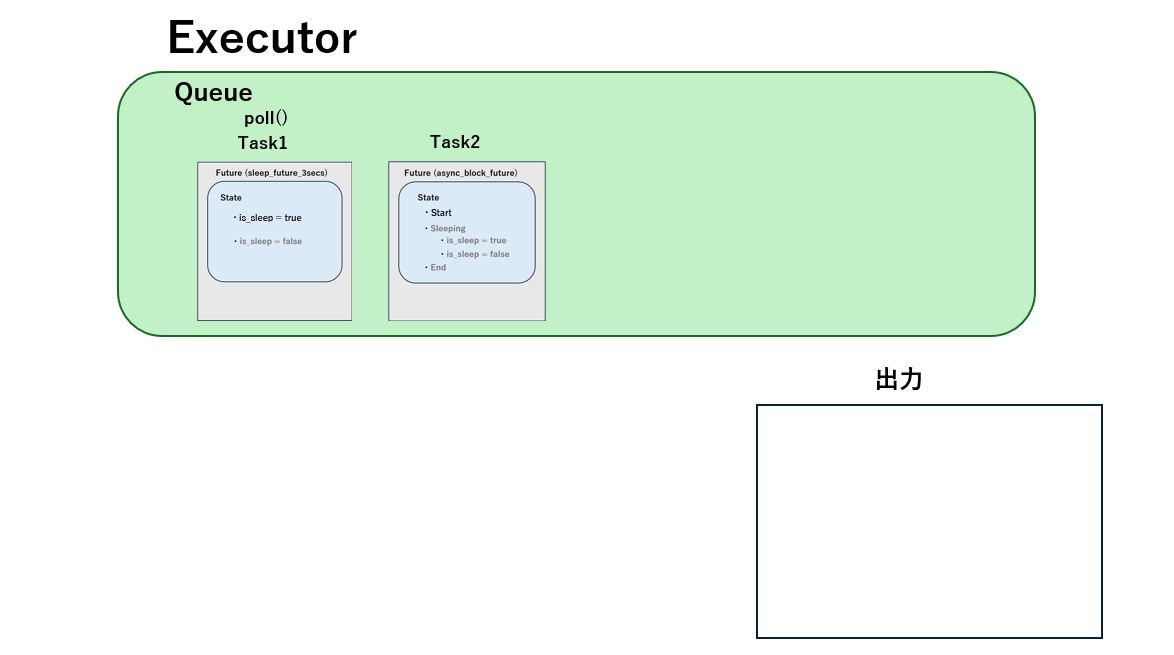 Executor
Queue
poll()
Task1
Task2
Future (sleep_future_3secs)
State
・is_sleep = true
・is_sleep = false
Future (async_block_future)
State
・Start
・Sleeping
・is_sleep = true
・is_sleep = false
・End
出力